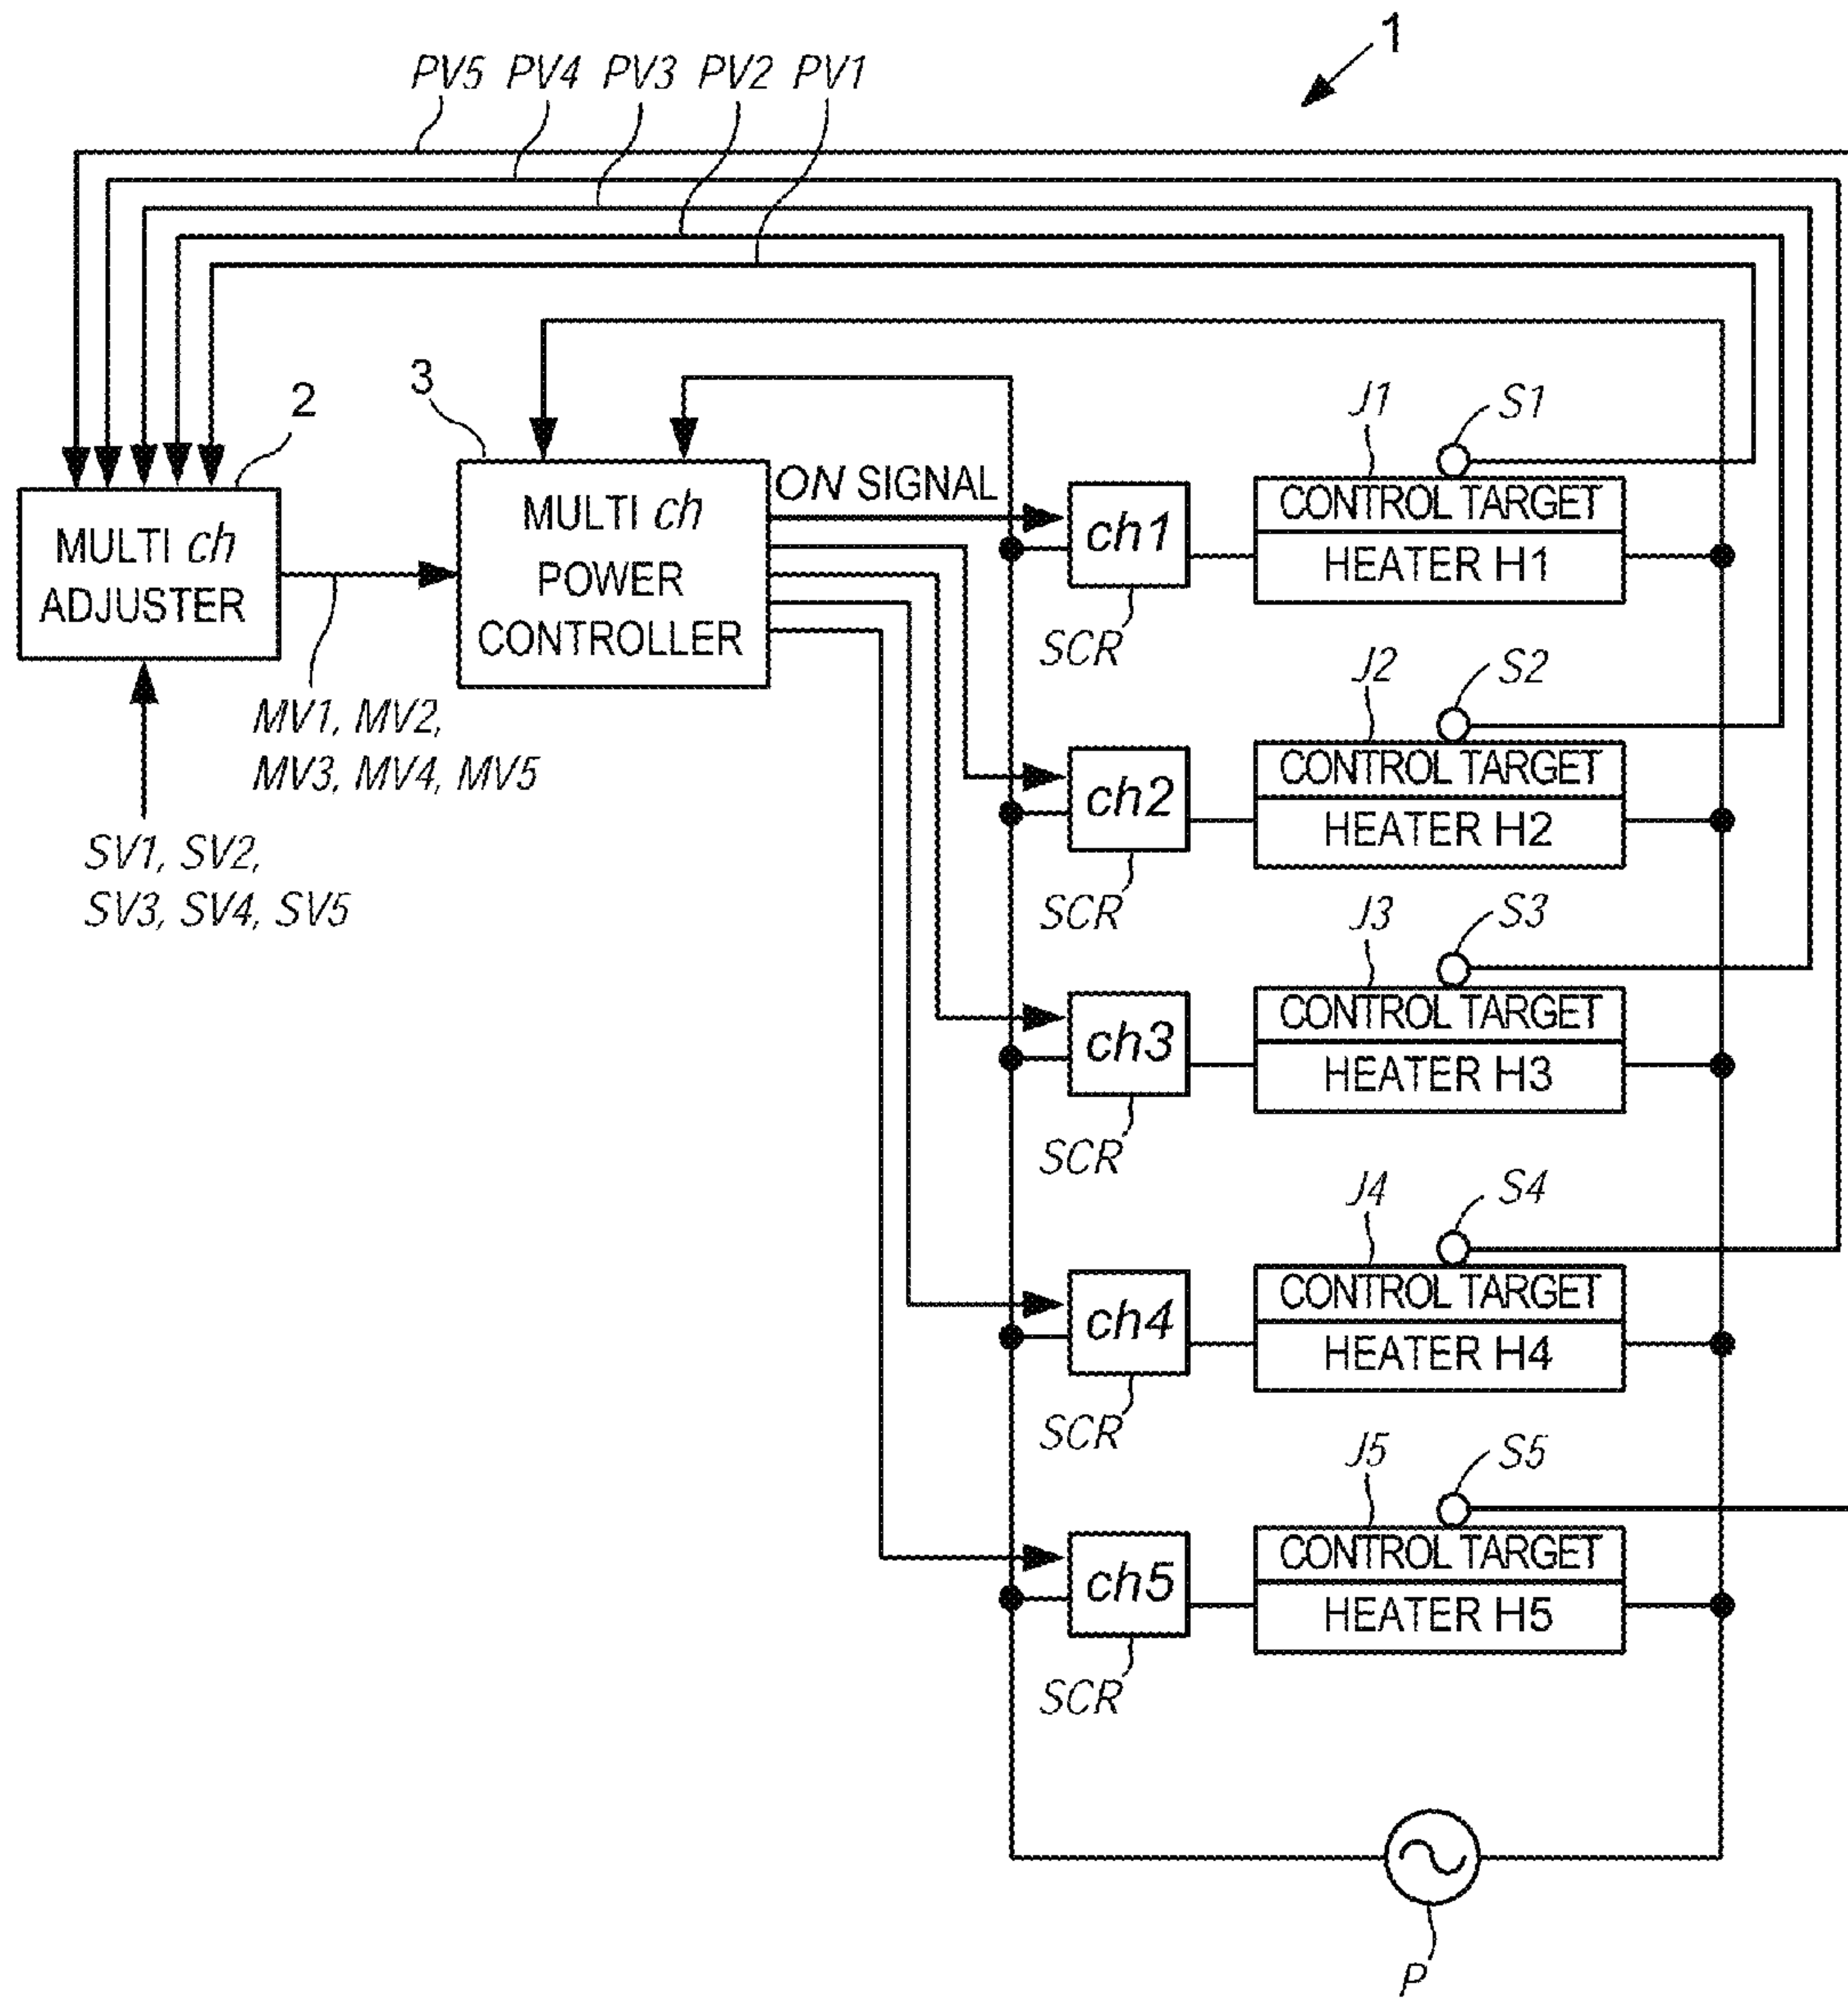 1
PV5 PV4 PV3 PV2 PV1
2
MULTI ch
ADJUSTER
3
MULTI ch
POWER
CONTROLLER
ON SIGNAL
MV1, MV2,
MV3, MV4, MV5
SV1, SV2,
SV3, SV4, SV5
J1
S1
ch1
CONTROL TARGET
HEATER H1
SCR
J2
S2
ch2
CONTROL TARGET
HEATER H2
SCR
J3
S3
ch3
CONTROL TARGET
HEATER H3
SCR
J4
S4
ch4
CONTROL TARGET
HEATER H4
SCR
J5
S5
ch5
CONTROL TARGET
HEATER H5
SCR
P